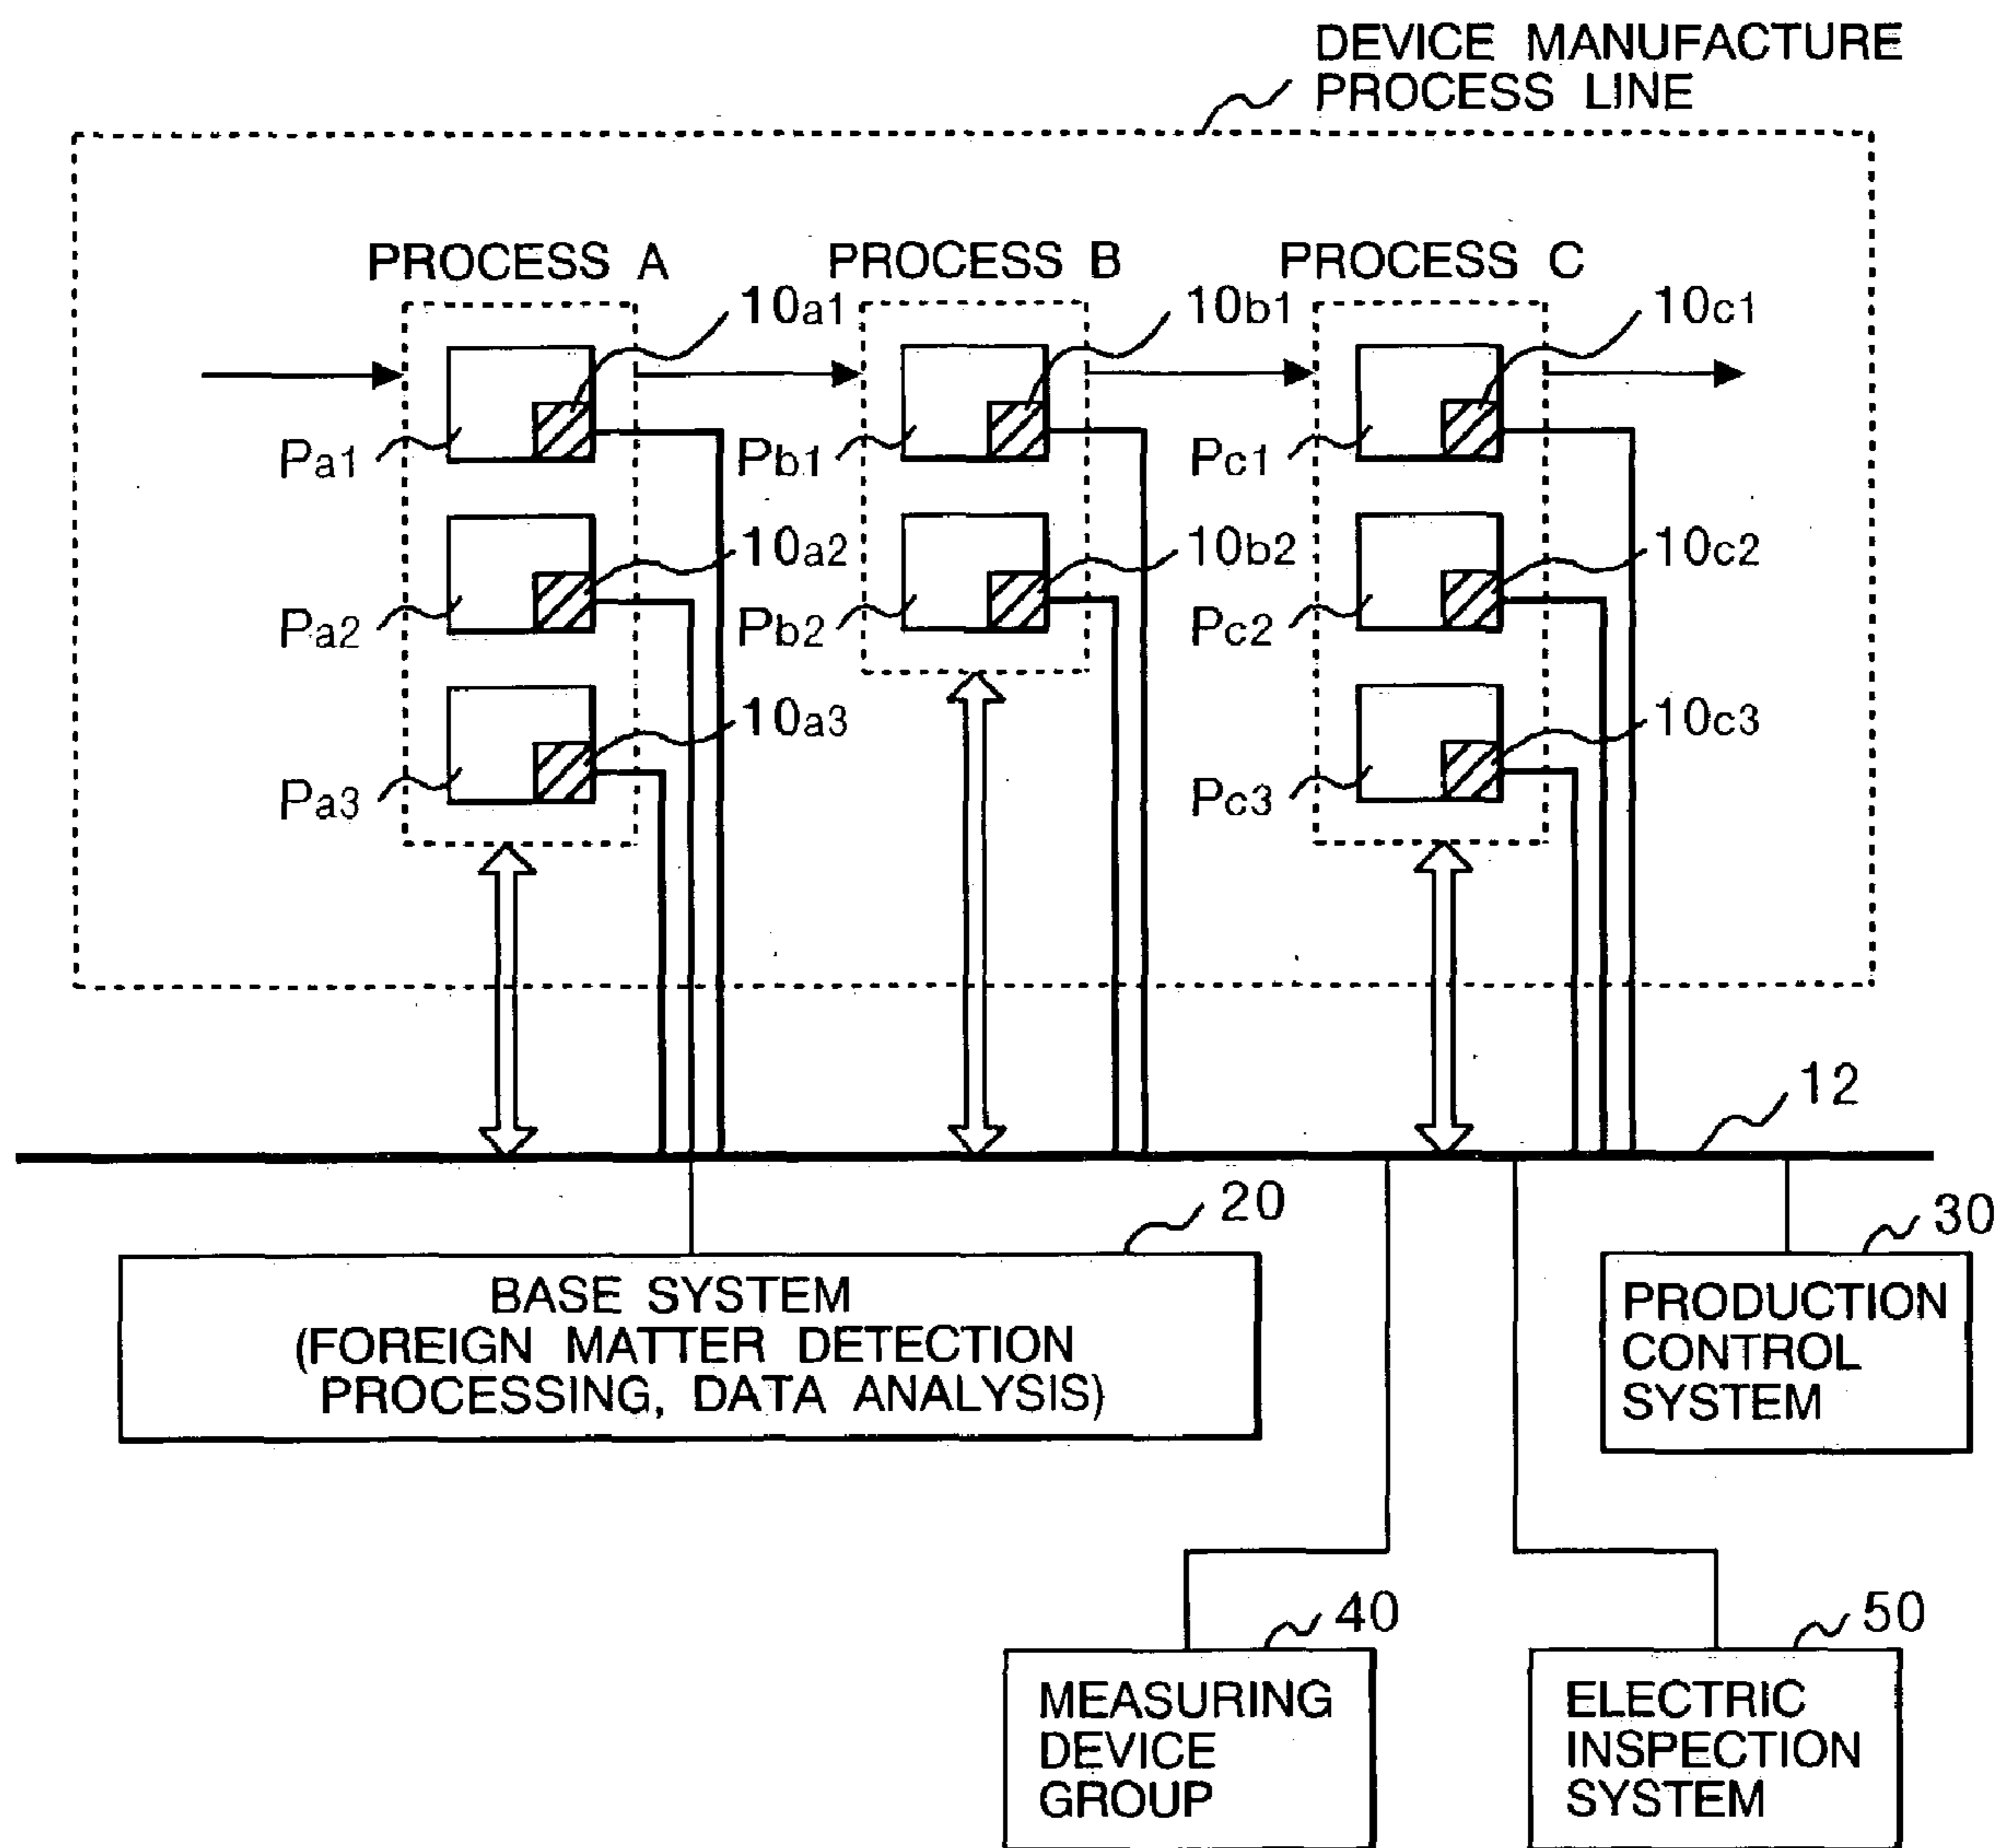 DEVICE MANUFACTURE
PROCESS LINE
PROCESS A
PROCESS B
PROCESS C
10a1
10b1
10c1
Pa1
Pb1
Pc1
10a2
10b2
10c2
Pa2
Pb2
Pc2
10a3
10c3
Pa3
Pc3
12
20
30
BASE SYSTEM
(FOREIGN MATTER DETECTION
PROCESSING, DATA ANALYSIS)
PRODUCTION
CONTROL
SYSTEM
40
50
MEASURING
DEVICE
GROUP
ELECTRIC
INSPECTION
SYSTEM